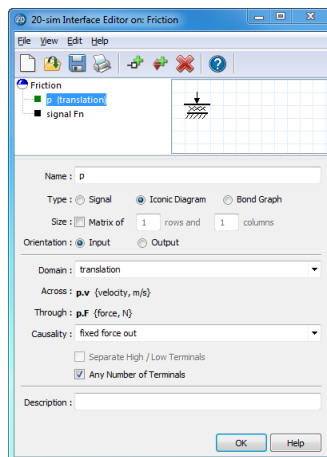 20-sim Interface Editor on: Friction
File View Edit Help
Friction
p (translation)
signal Fn
Name : p
Type : Signal Iconic Diagram Bond Graph
Size : Matrix of 1 rows and 1 columns
Orientation : Input Output
Domain : translation
Across : p.v {velocity, m/s}
Through : p.F {force, N}
Causality : fixed force out
Separate High / Low Terminals
Any Number of Terminals
Description :
OK Help